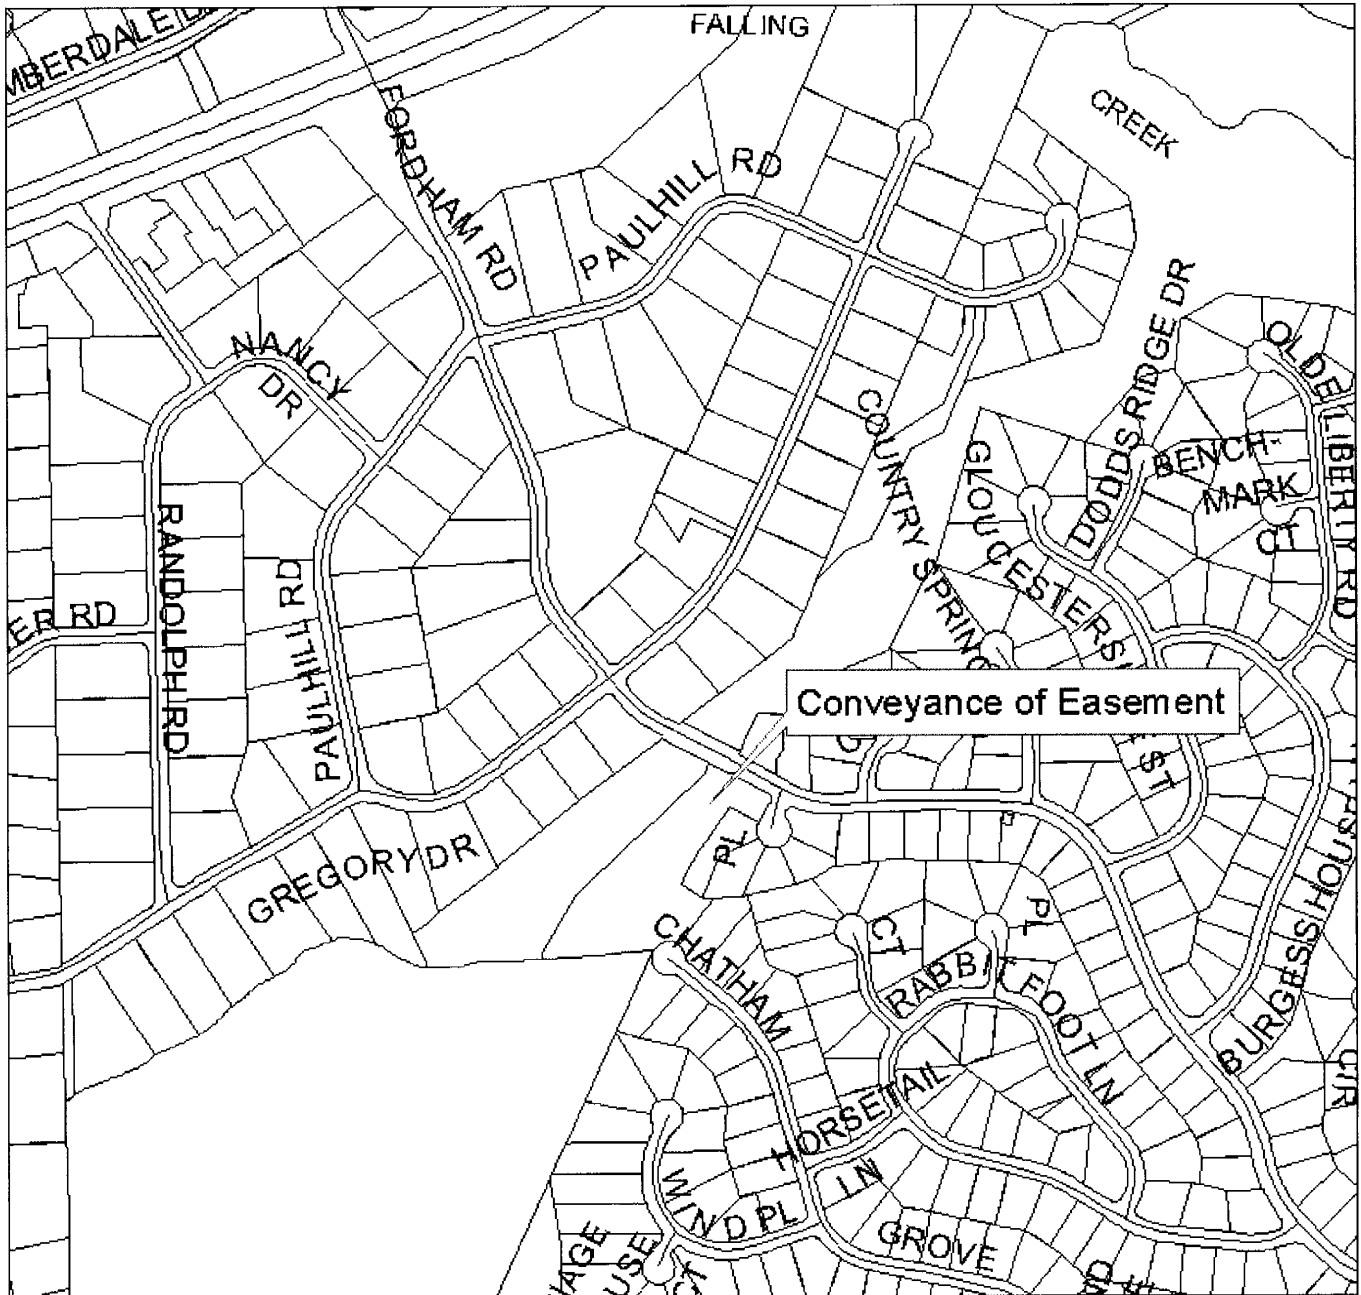 FALLING
CREEK
FORDHAM RD
PAULHILL RD
NANCY
DR
DODDS RIDGE DR
OLDE LIBERTY RD
BENCH-
MARK
CT
COUNTRY SPRING
RANDOLPH RD
PAULHILL RD
ER RD
Conveyance of Easement
ST
PL
GREGORY DR
CHATHAM
CT
PL
RABBIT FOOT LN
BURGESS HOUSE
CIR
HORSETAIL
LN
WIND PL
GROVE
CT